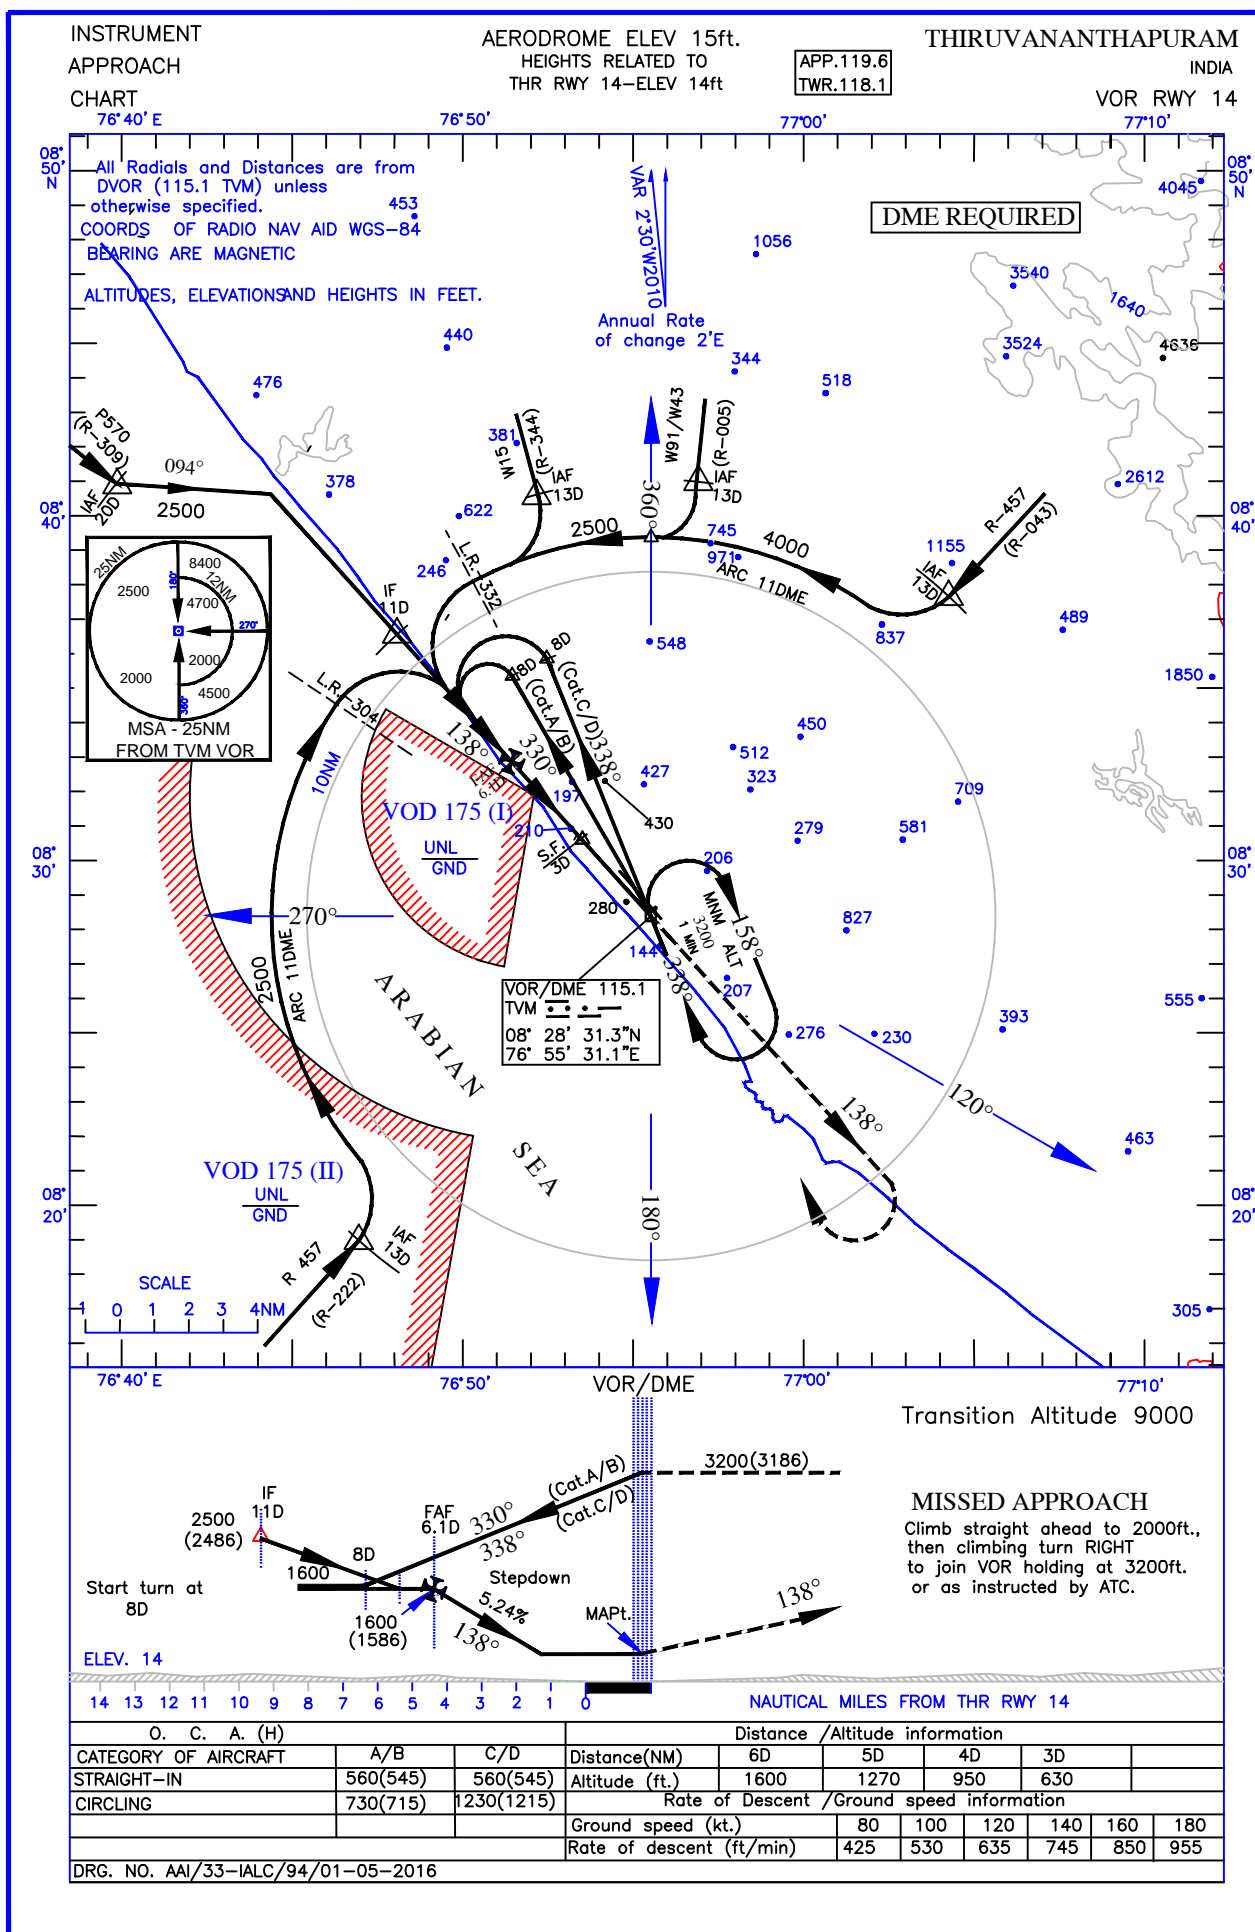 INSTRUMENT
APPROACH
CHART
AERODROME ELEV 15ft.
HEIGHTS RELATED TO
THR RWY 14-ELEV 14ft
APP.119.6
TWR.118.1
THIRUVANANTHAPURAM
INDIA
VOR RWY 14
76°40' E
76°50'
77°00'
77°10'
08°
50'
N
08°
50'
N
All Radials and Distances are from
DVOR (115.1 TVM) unless
otherwise specified.
COORDS OF RADIO NAV AID WGS-84
BEARING ARE MAGNETIC
ALTITUDES, ELEVATIONS AND HEIGHTS IN FEET.
453
VAR 2°30'W2010
Annual Rate
of change 2'E
DME REQUIRED
4045
1056
3540
1640
4636
3524
440
344
518
476
P570
(R-309)
IAF
20D
094°
2500
378
381
W15
(R-344)
IAF
13D
W91/W43
(R-005)
IAF
13D
360°
2612
R-457
(R-043)
08°
40'
08°
40'
622
246
L.R.-332
2500
745
971
4000
ARC 11DME
1155
IAF
13D
25NM
2500
180°
8400
12NM
4700
270°
2000
2000
4500
360°
MSA - 25NM
FROM TVM VOR
IF
11D
548
837
489
1850
8D
(Cat.C/D)
8D
(Cat.A/B)
L.R.-304
138°
330°
338°
10NM
450
512
427
323
709
197
430
VOD 175 (I)
UNL
GND
210
S.F.
3D
279
581
08°
30'
08°
30'
206
280
270°
144
MNM ALT
3200
1 MIN
158°
338°
207
827
555
393
276
230
2500
ARC 11DME
ARABIAN
SEA
VOR/DME 115.1
TVM
08° 28' 31.3"N
76° 55' 31.1"E
120°
138°
463
VOD 175 (II)
UNL
GND
08°
20'
08°
20'
180°
IAF
13D
R 457
(R-222)
SCALE
1 0 1 2 3 4NM
305
76°40' E
76°50'
VOR/DME
77°00'
77°10'
Transition Altitude 9000
3200(3186)
(Cat.A/B)
(Cat.C/D)
330°
338°
IF
11D
2500
(2486)
FAF
6.1D
8D
1600
Start turn at
8D
1600
(1586)
Stepdown
5.24%
138°
MAPt.
138°
MISSED APPROACH
Climb straight ahead to 2000ft.,
then climbing turn RIGHT
to join VOR holding at 3200ft.
or as instructed by ATC.
ELEV. 14
14 13 12 11 10 9 8 7 6 5 4 3 2 1 0
NAUTICAL MILES FROM THR RWY 14
O. C. A. (H)
Distance /Altitude information
CATEGORY OF AIRCRAFT A/B C/D
Distance(NM) 6D 5D 4D 3D
STRAIGHT-IN 560(545) 560(545)
Altitude (ft.) 1600 1270 950 630
CIRCLING 730(715) 1230(1215)
Rate of Descent /Ground speed information
Ground speed (kt.) 80 100 120 140 160 180
Rate of descent (ft/min) 425 530 635 745 850 955
DRG. NO. AAI/33-IALC/94/01-05-2016